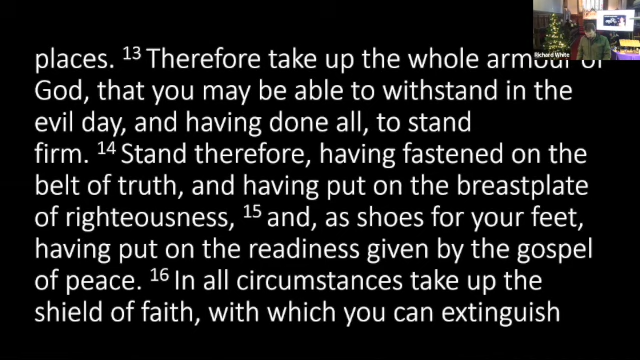 places. 13 Therefore take up the whole armour of
God, that you may be able to withstand in the
evil day, and having done all, to stand
firm. 14 Stand therefore, having fastened on the
belt of truth, and having put on the breastplate
of righteousness, 15 and, as shoes for your feet,
having put on the readiness given by the gospel
of peace. 16 In all circumstances take up the
shield of faith, with which you can extinguish
Richard White